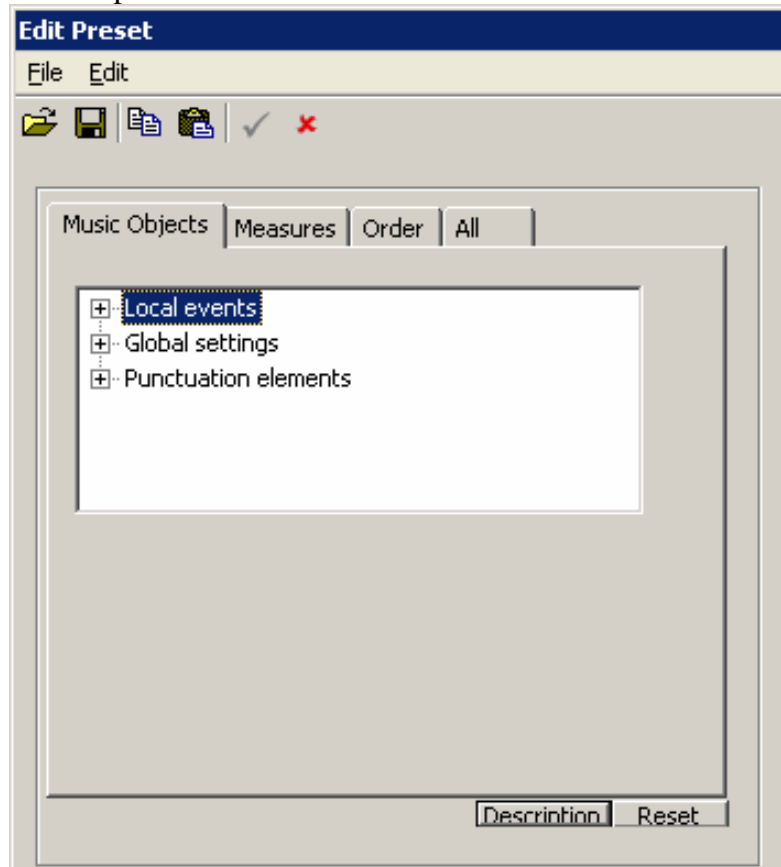 Edit Preset
File Edit
Music Objects Measures Order All
Local events
Global settings
Punctuation elements
Description Reset